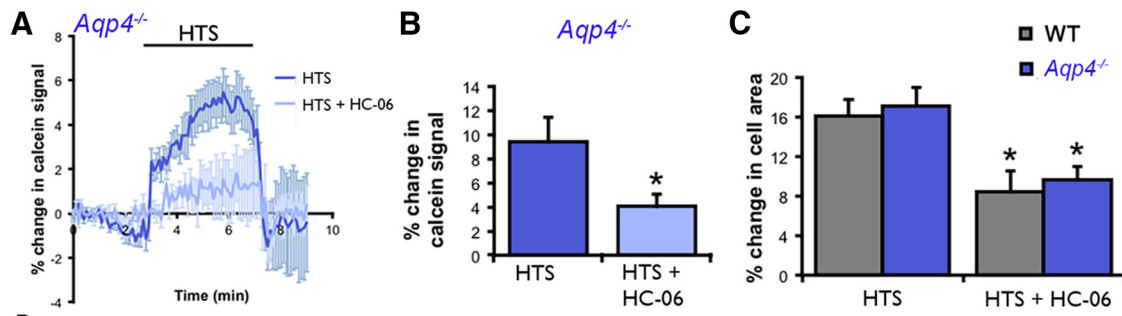 A
Aqp4-/-
HTS
% change in calcein signal
8
6
4
2
0
-2
-4
0
2
4
6
8
10
Time (min)
HTS
HTS + HC-06
B
Aqp4-/-
% change in
calcein signal
14
12
10
8
6
4
2
0
*
HTS
HTS +
HC-06
C
WT
Aqp4-/-
% change in cell area
20
16
12
8
4
0
*
*
HTS
HTS + HC-06